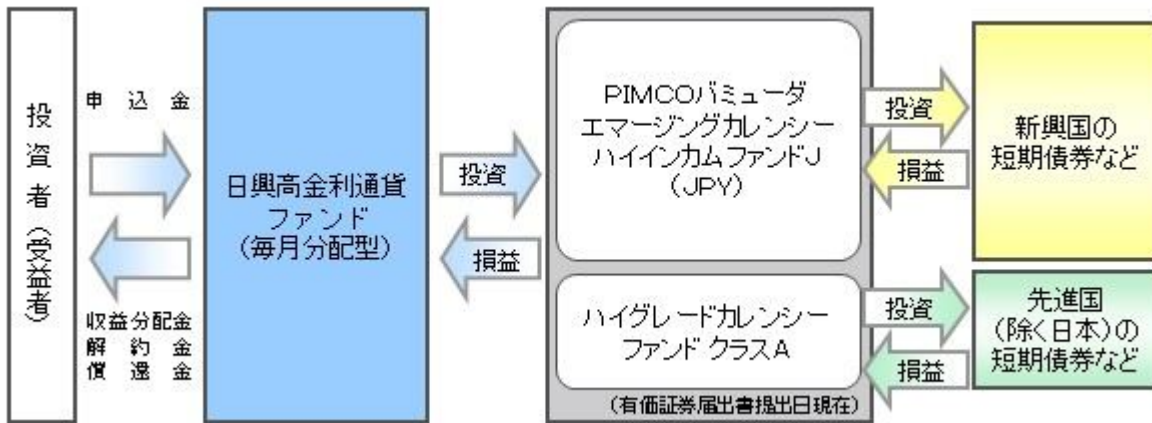 投資者(受益者)
申込金
収益分配金
解約金
償還金
日興高金利通貨
ファンド
(毎月分配型)
投資
損益
PIMCOバミューダ
エマージングカレンシー
ハイインカムファンドJ
(JPY)
ハイグレードカレンシー
ファンド クラスA
(有価証券届出書提出日現在)
投資
損益
新興国の
短期債券など
投資
損益
先進国
(除く日本)の
短期債券など